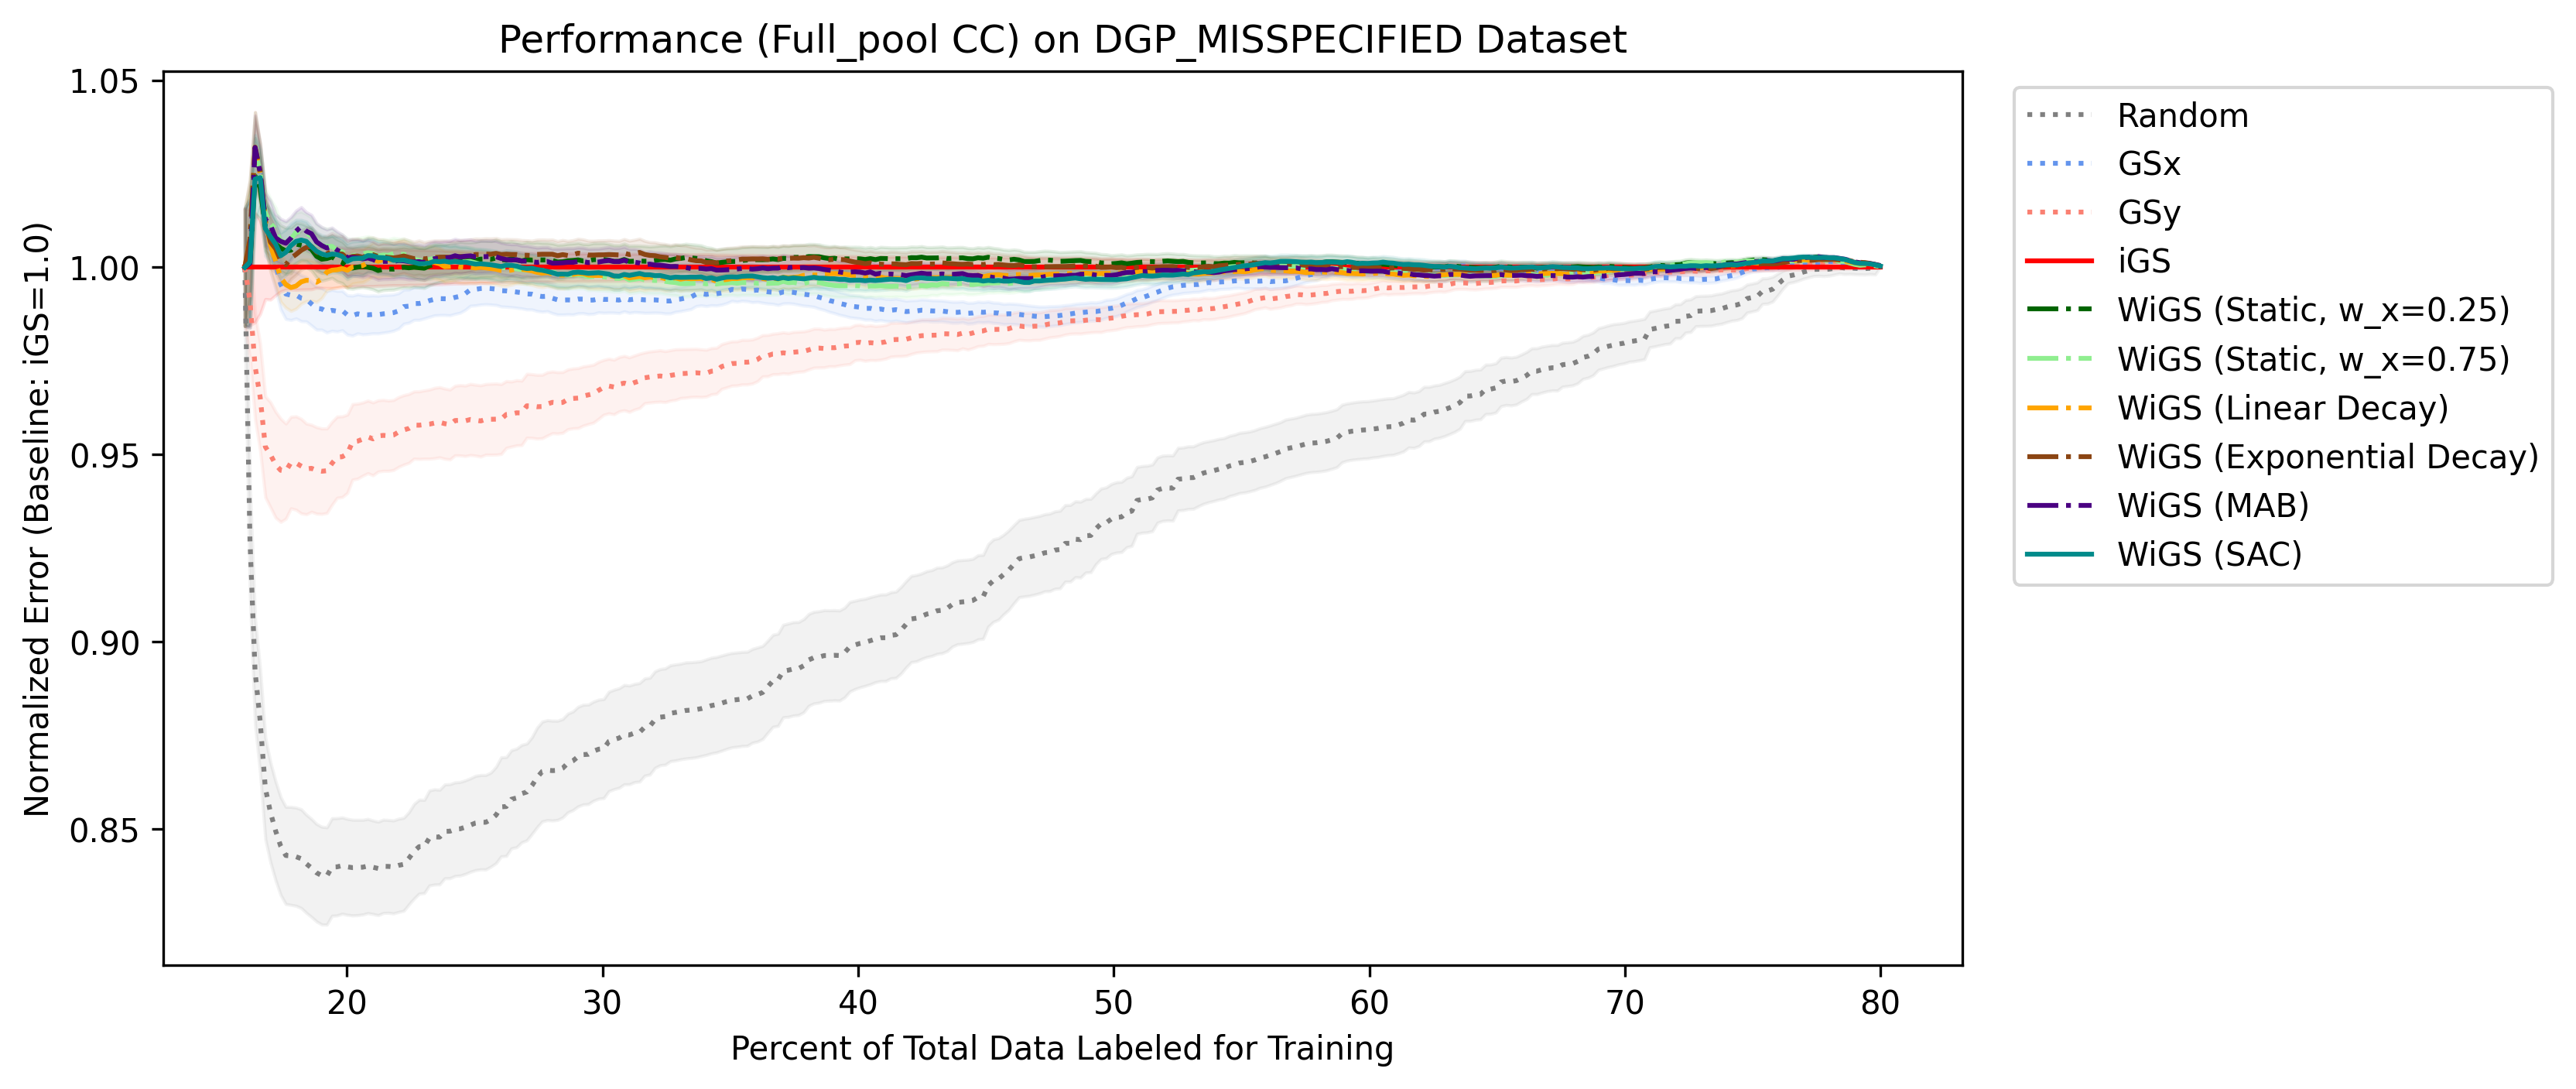 Performance (Full_pool CC) on DGP_MISSPECIFIED Dataset
Normalized Error (Baseline: iGS=1.0)
1.05
1.00
0.95
0.90
0.85
20 30 40 50 60 70 80
Percent of Total Data Labeled for Training
Random
GSx
GSy
iGS
WiGS (Static, w_x=0.25)
WiGS (Static, w_x=0.75)
WiGS (Linear Decay)
WiGS (Exponential Decay)
WiGS (MAB)
WiGS (SAC)